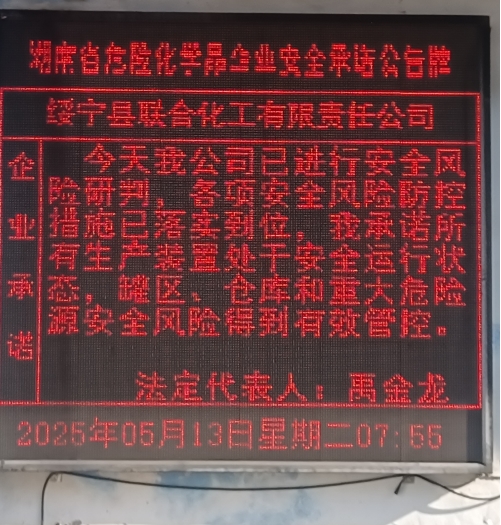 湖南省危险化学品企业安全承诺公告牌
绥宁县联合化工有限责任公司
企业承诺
今天我公司已进行安全风
险研判，各项安全风险防控
措施已落实到位，我承诺所
有生产装置处于安全运行状
态，罐区、仓库和重大危险
源安全风险得到有效管控。
法定代表人：禹金龙
2025年05月13日星期二07:55